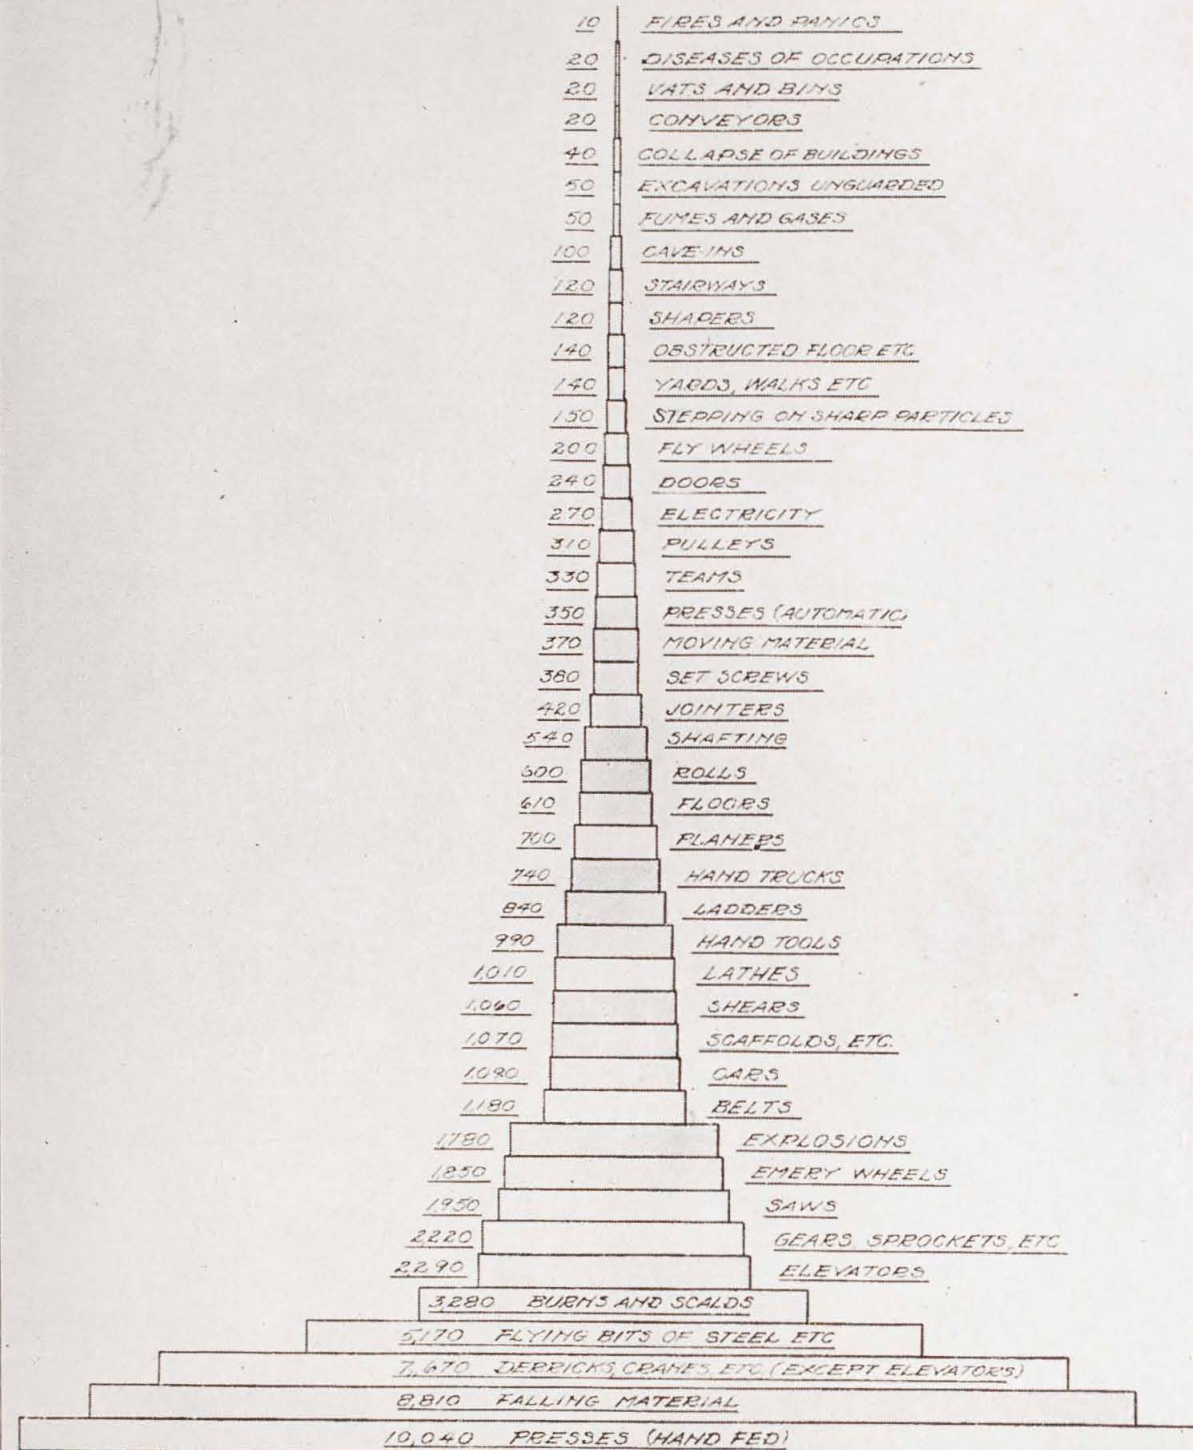 10 FIRES AND PANICS
20 DISEASES OF OCCUPATIONS
20 VATS AND BINS
20 CONVEYORS
40 COLLAPSE OF BUILDINGS
50 EXCAVATIONS UNGUARDED
50 FUMES AND GASES
100 CAVE-INS
120 STAIRWAYS
120 SHAPERS
140 OBSTRUCTED FLOOR ETC
140 YARDS, WALKS ETC
150 STEPPING ON SHARP PARTICLES
200 FLY WHEELS
240 DOORS
270 ELECTRICITY
310 PULLEYS
330 TEAMS
350 PRESSES (AUTOMATIC)
370 MOVING MATERIAL
380 SET SCREWS
420 JOINTERS
540 SHAFTING
600 ROLLS
610 FLOORS
700 PLANERS
740 HAND TRUCKS
840 LADDERS
990 HAND TOOLS
1,010 LATHES
1,060 SHEARS
1,070 SCAFFOLDS, ETC.
1,090 CARS
1,180 BELTS
1,780 EXPLOSIONS
1,850 EMERY WHEELS
1,950 SAWS
2,220 GEARS, SPROCKETS, ETC
2,290 ELEVATORS
3,280 BURNS AND SCALDS
5,170 FLYING BITS OF STEEL ETC
7,670 DERRICKS, CRANES ETC (EXCEPT ELEVATORS)
8,810 FALLING MATERIAL
10,040 PRESSES (HAND FED)